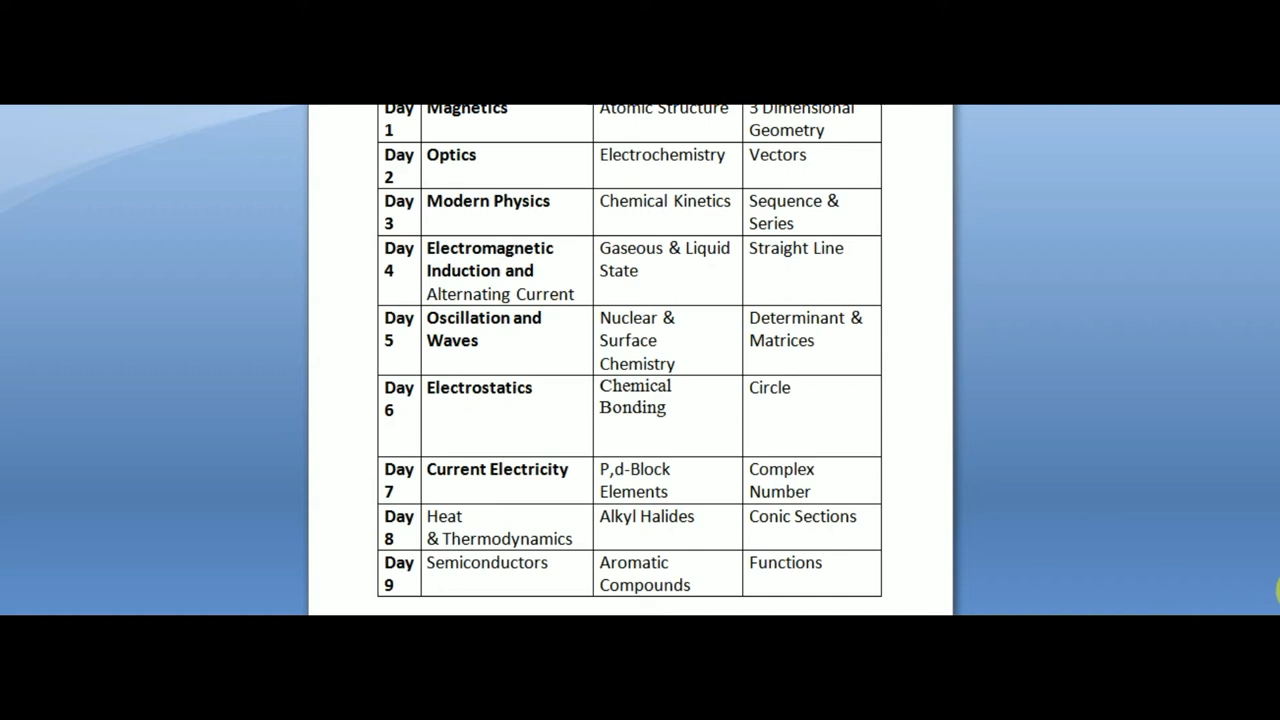 Day Magnetics Atomic Structure 3 Dimensional
1 Geometry
Day Optics Electrochemistry Vectors
2
Day Modern Physics Chemical Kinetics Sequence &
3 Series
Day Electromagnetic Gaseous & Liquid Straight Line
4 Induction and State
Alternating Current
Day Oscillation and Nuclear & Determinant &
5 Waves Surface Matrices
Chemistry
Day Electrostatics Chemical Circle
6 Bonding
Day Current Electricity P,d-Block Complex
7 Elements Number
Day Heat Alkyl Halides Conic Sections
8 & Thermodynamics
Day Semiconductors Aromatic Functions
9 Compounds